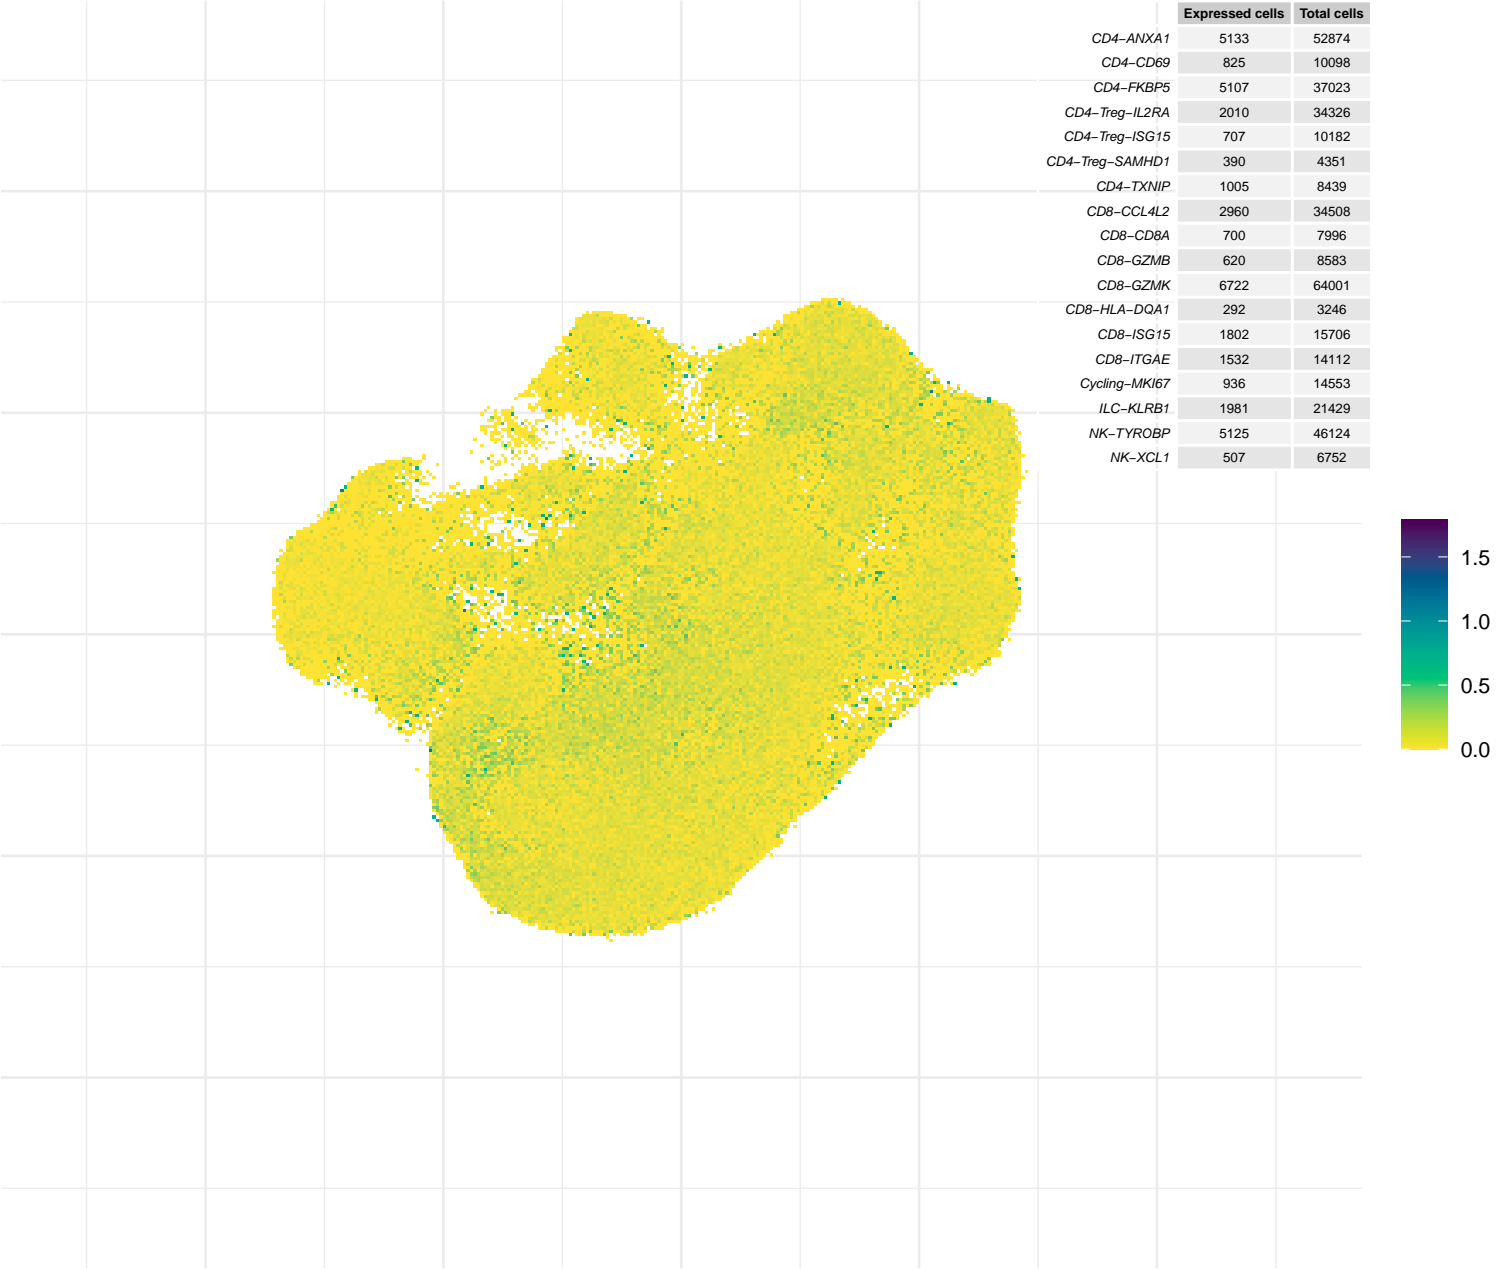 Expressed cells Total cells
CD4−ANXA1 5133 52874
CD4−CD69 825 10098
CD4−FKBP5 5107 37023
CD4−Treg−IL2RA 2010 34326
CD4−Treg−ISG15 707 10182
CD4−Treg−SAMHD1 390 4351
CD4−TXNIP 1005 8439
CD8−CCL4L2 2960 34508
CD8−CD8A 700 7996
CD8−GZMB 620 8583
CD8−GZMK 6722 64001
CD8−HLA−DQA1 292 3246
CD8−ISG15 1802 15706
CD8−ITGAE 1532 14112
Cycling−MKI67 936 14553
ILC−KLRB1 1981 21429
NK−TYROBP 5125 46124
NK−XCL1 507 6752
1.5
1.0
0.5
0.0